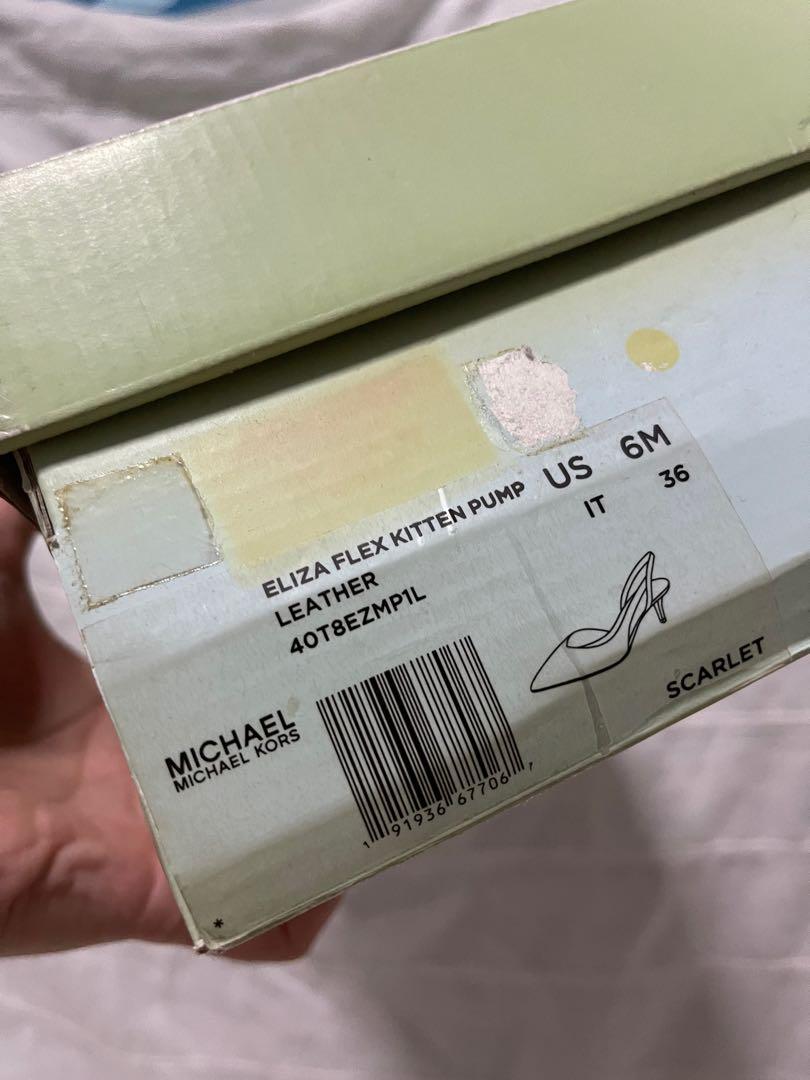 ELIZA FLEX KITTEN PUMP
LEATHER
40T8EZMP1L
US 6M
IT 36
SCARLET
MICHAEL
MICHAEL KORS
1 91936 67706 7
*